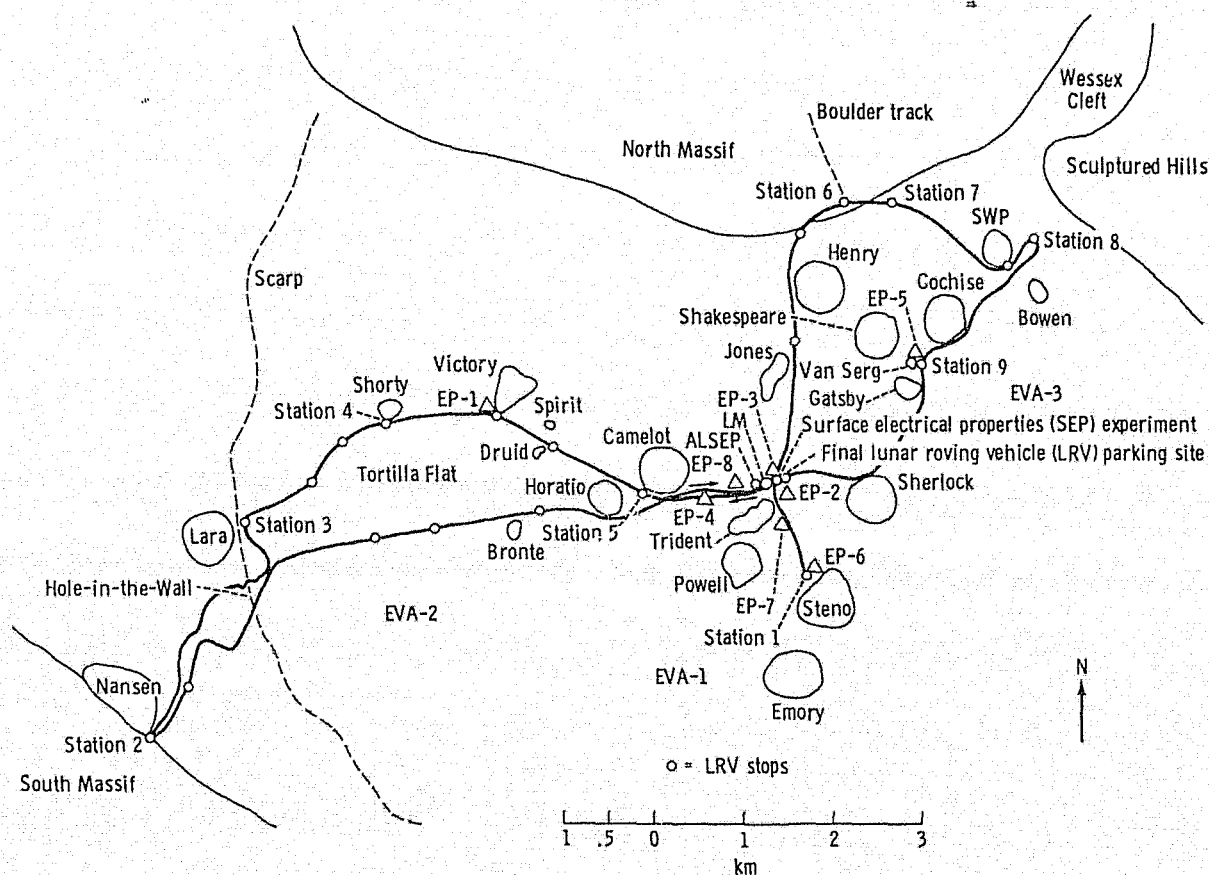 Wessex
Cleft
Boulder track
North Massif
Sculptured Hills
Station 6
Station 7
SWP
Station 8
Henry
Scarp
Cochise
EP-5
Shakespeare
Bowen
Jones
Victory
Van Serg
Station 9
Shorty
EP-1
Gatsby
EVA-3
Station 4
Spirit
EP-3
Camelot
LM
Surface electrical properties (SEP) experiment
Druid
ALSEP
Final lunar roving vehicle (LRV) parking site
Tortilla Flat
EP-8
Horatio
EP-2
Sherlock
Station 3
Station 5
EP-4
Lara
Bronte
Trident
EP-6
Hole-in-the-Wall
Powell
EP-7
Steno
EVA-2
Station 1
EVA-1
Nansen
N
Emory
Station 2
o = LRV stops
South Massif
1 .5 0 1 2 3
km